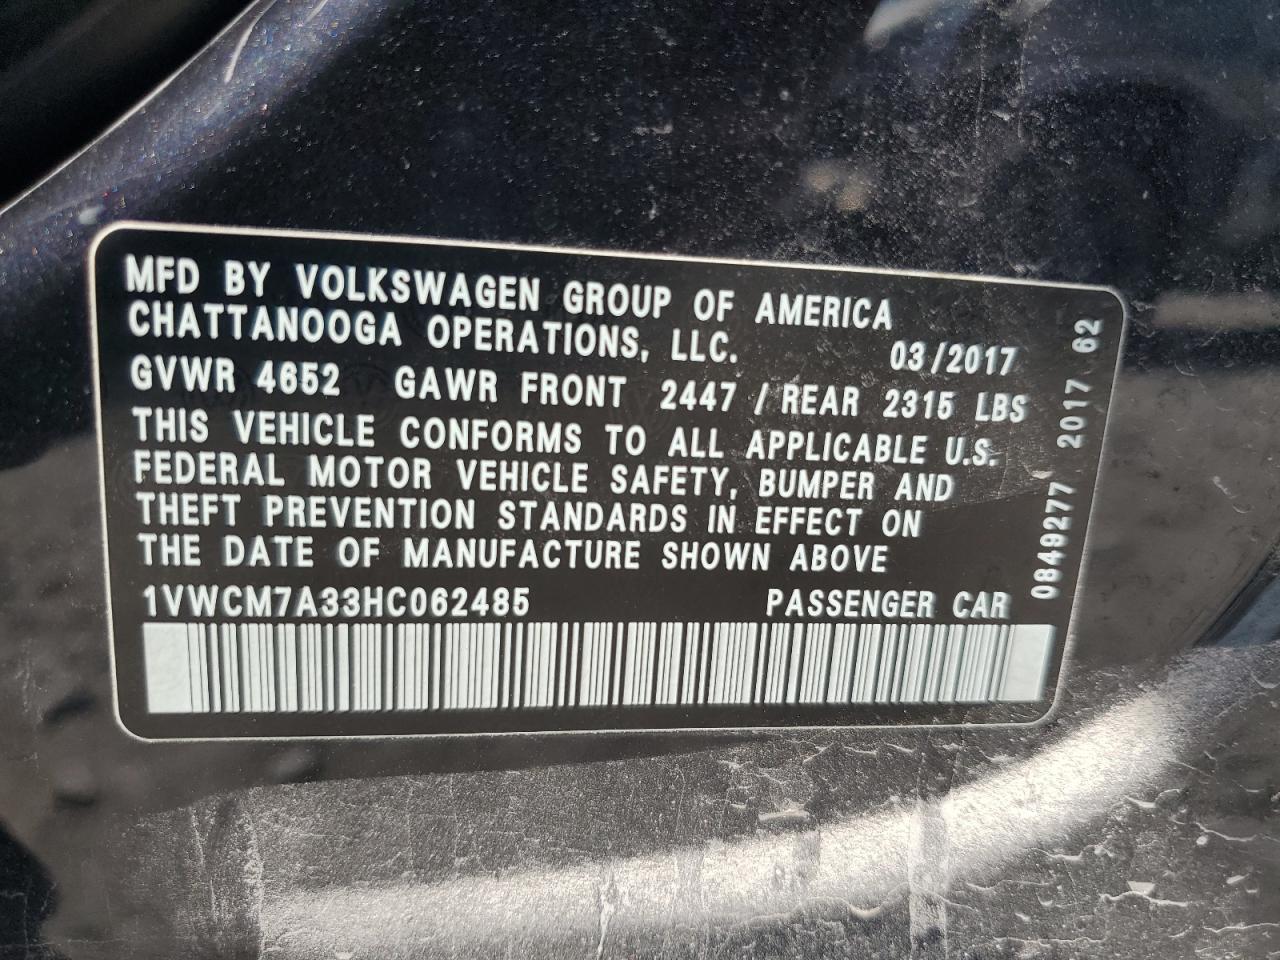 MFD BY VOLKSWAGEN GROUP OF AMERICA
CHATTANOOGA OPERATIONS, LLC. 03/2017
GVWR 4652 GAWR FRONT 2447 / REAR 2315 LBS
THIS VEHICLE CONFORMS TO ALL APPLICABLE U.S.
FEDERAL MOTOR VEHICLE SAFETY, BUMPER AND
THEFT PREVENTION STANDARDS IN EFFECT ON
THE DATE OF MANUFACTURE SHOWN ABOVE
1VWCM7A33HC062485 PASSENGER CAR
0849277 2017 62